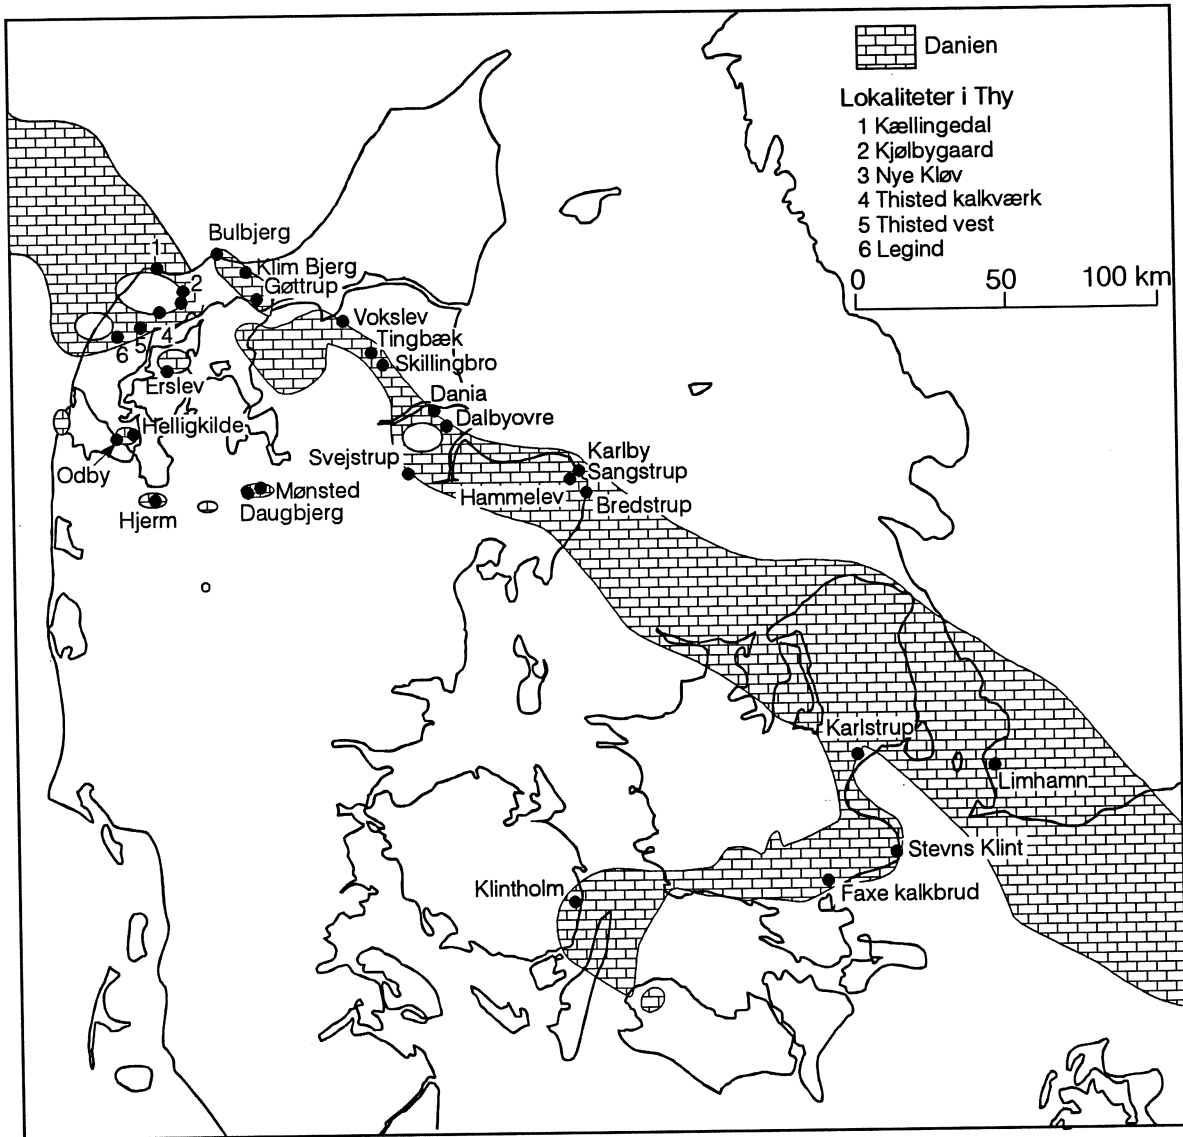 Danien
Lokaliteter i Thy
1 Kællingedal
2 Kjølbygaard
3 Nye Kløv
4 Thisted kalkværk
5 Thisted vest
6 Legind
0 50 100 km
Bulbjerg
1
Klim Bjerg
2
Gøttrup
Vokslev
5 4
6
Tingbæk
Skillingbro
Erslev
Dania
Dalbyovre
Helligkilde
Karlby
Svejstrup
Sangstrup
Odby
Mønsted
Hammelev
Bredstrup
Hjerm
Daugbjerg
Karlstrup
Limhamn
Stevns Klint
Klintholm
Faxe kalkbrud